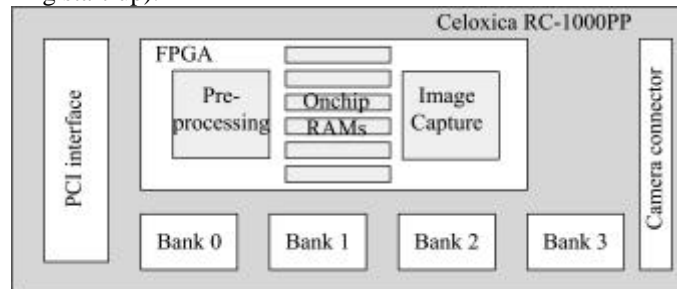 Celoxica RC-1000PP
FPGA
Pre-
processing
Onchip
RAMs
Image
Capture
PCI interface
Camera connector
Bank 0
Bank 1
Bank 2
Bank 3